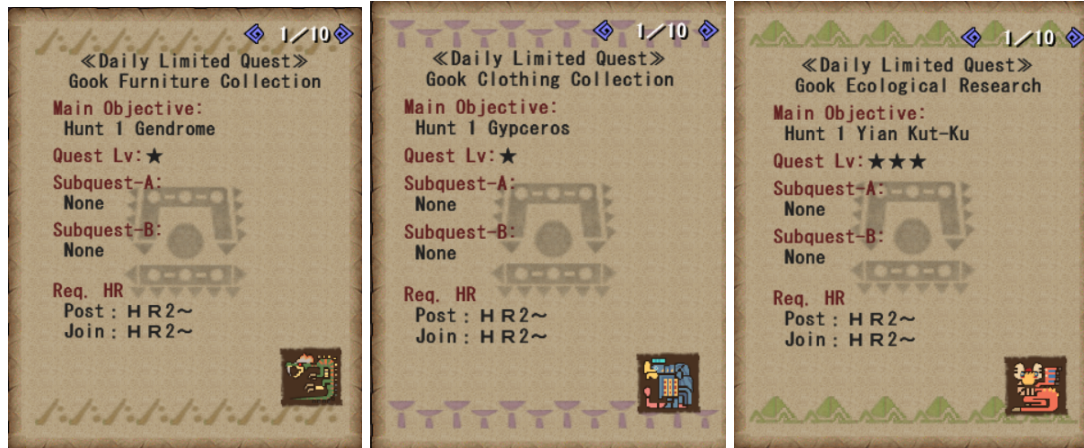 1/10
≪Daily Limited Quest≫
Gook Furniture Collection
Main Objective:
Hunt 1 Gendrome
Quest Lv:★
Subquest-A:
None
Subquest-B:
None
Req. HR
Post : HR2~
Join : HR2~
1/10
≪Daily Limited Quest≫
Gook Clothing Collection
Main Objective:
Hunt 1 Gypceros
Quest Lv:★
Subquest-A:
None
Subquest-B:
None
Req. HR
Post : HR2~
Join : HR2~
1/10
≪Daily Limited Quest≫
Gook Ecological Research
Main Objective:
Hunt 1 Yian Kut-Ku
Quest Lv:★★★
Subquest-A:
None
Subquest-B:
None
Req. HR
Post : HR2~
Join : HR2~